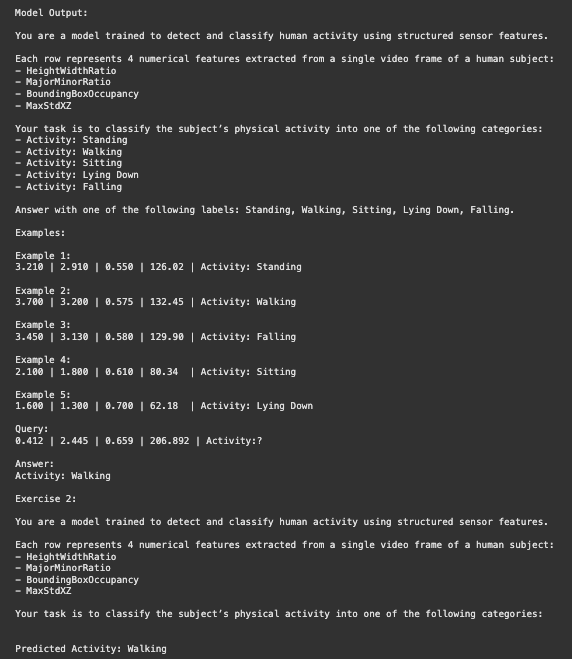 Model Output:
You are a model trained to detect and classify human activity using structured sensor features.
Each row represents 4 numerical features extracted from a single video frame of a human subject:
- HeightWidthRatio
- MajorMinorRatio
- BoundingBoxOccupancy
- MaxStdXZ
Your task is to classify the subject's physical activity into one of the following categories:
- Activity: Standing
- Activity: Walking
- Activity: Sitting
- Activity: Lying Down
- Activity: Falling
Answer with one of the following labels: Standing, Walking, Sitting, Lying Down, Falling.
Examples:
Example 1:
3.210 | 2.910 | 0.550 | 126.02 | Activity: Standing
Example 2:
3.700 | 3.200 | 0.575 | 132.45 | Activity: Walking
Example 3:
3.450 | 3.130 | 0.580 | 129.90 | Activity: Falling
Example 4:
2.100 | 1.800 | 0.610 | 80.34  | Activity: Sitting
Example 5:
1.600 | 1.300 | 0.700 | 62.18  | Activity: Lying Down
Query:
0.412 | 2.445 | 0.659 | 206.892 | Activity:?
Answer:
Activity: Walking
Exercise 2:
You are a model trained to detect and classify human activity using structured sensor features.
Each row represents 4 numerical features extracted from a single video frame of a human subject:
- HeightWidthRatio
- MajorMinorRatio
- BoundingBoxOccupancy
- MaxStdXZ
Your task is to classify the subject's physical activity into one of the following categories:
Predicted Activity: Walking